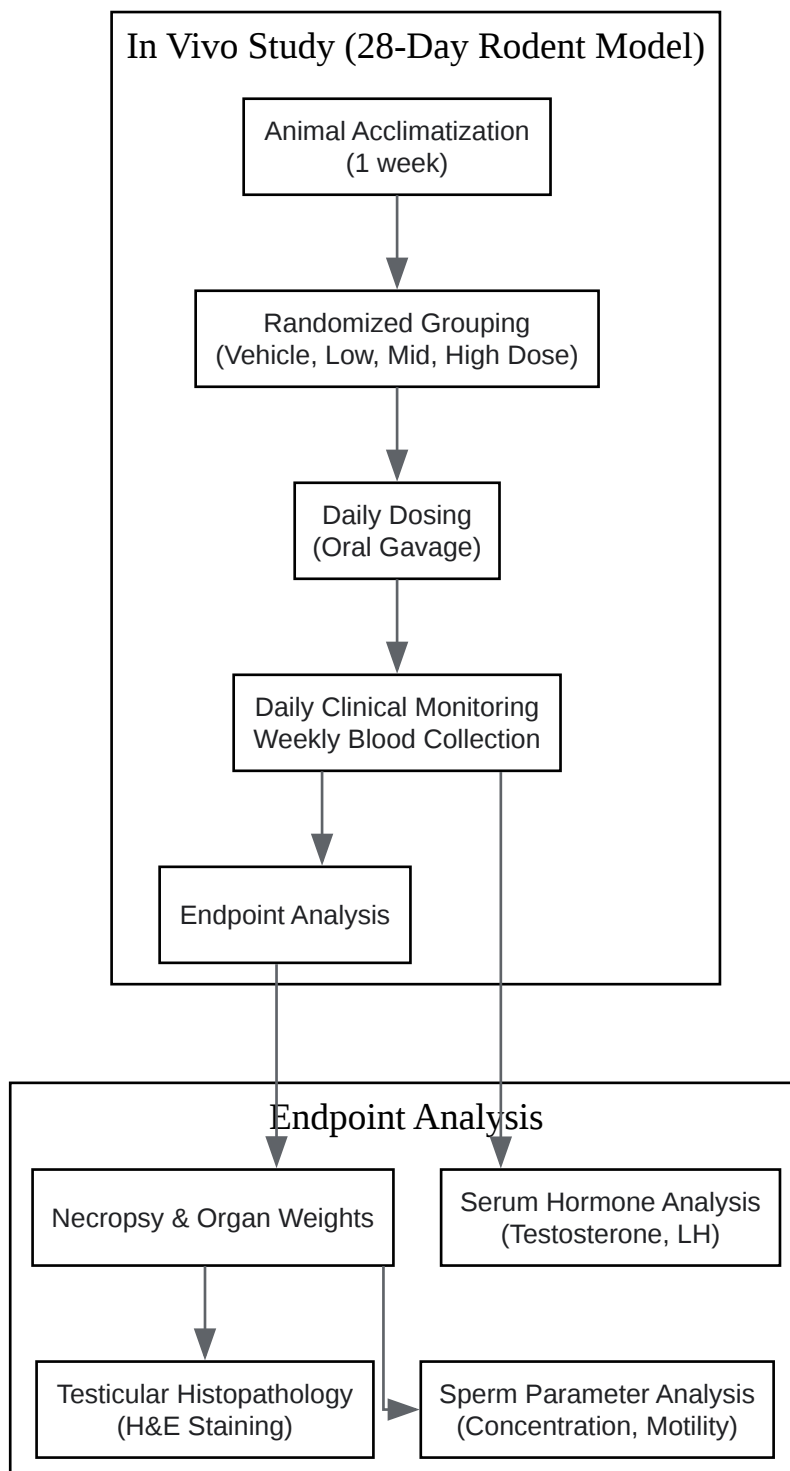 In Vivo Study (28-Day Rodent Model)
Animal Acclimatization
(1 week)
Randomized Grouping
(Vehicle, Low, Mid, High Dose)
Daily Dosing
(Oral Gavage)
Daily Clinical Monitoring
Weekly Blood Collection
Endpoint Analysis
Endpoint Analysis
Necropsy & Organ Weights
Serum Hormone Analysis
(Testosterone, LH)
Testicular Histopathology
(H&E Staining)
Sperm Parameter Analysis
(Concentration, Motility)